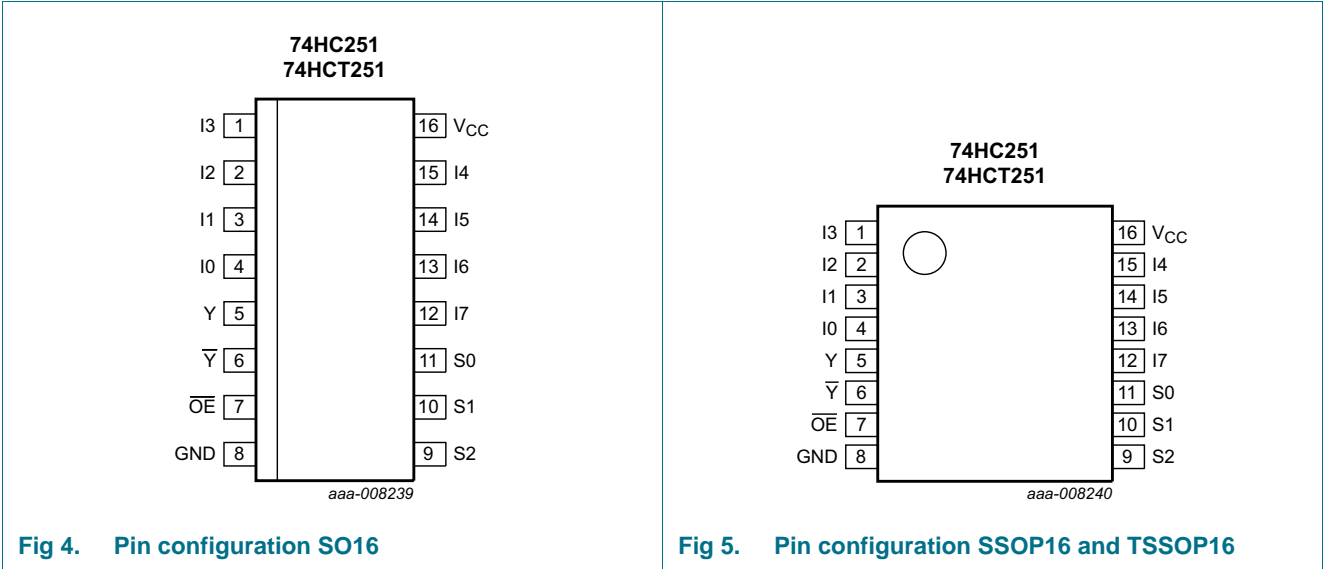 74HC251
74HCT251
I3 1 16 VCC
I2 2 15 I4
I1 3 14 I5
I0 4 13 I6
Y 5 12 I7
Y̅ 6 11 S0
O̅E̅ 7 10 S1
GND 8 9 S2
aaa-008239
Fig 4. Pin configuration SO16
74HC251
74HCT251
I3 1 16 VCC
I2 2 15 I4
I1 3 14 I5
I0 4 13 I6
Y 5 12 I7
Y̅ 6 11 S0
O̅E̅ 7 10 S1
GND 8 9 S2
aaa-008240
Fig 5. Pin configuration SSOP16 and TSSOP16